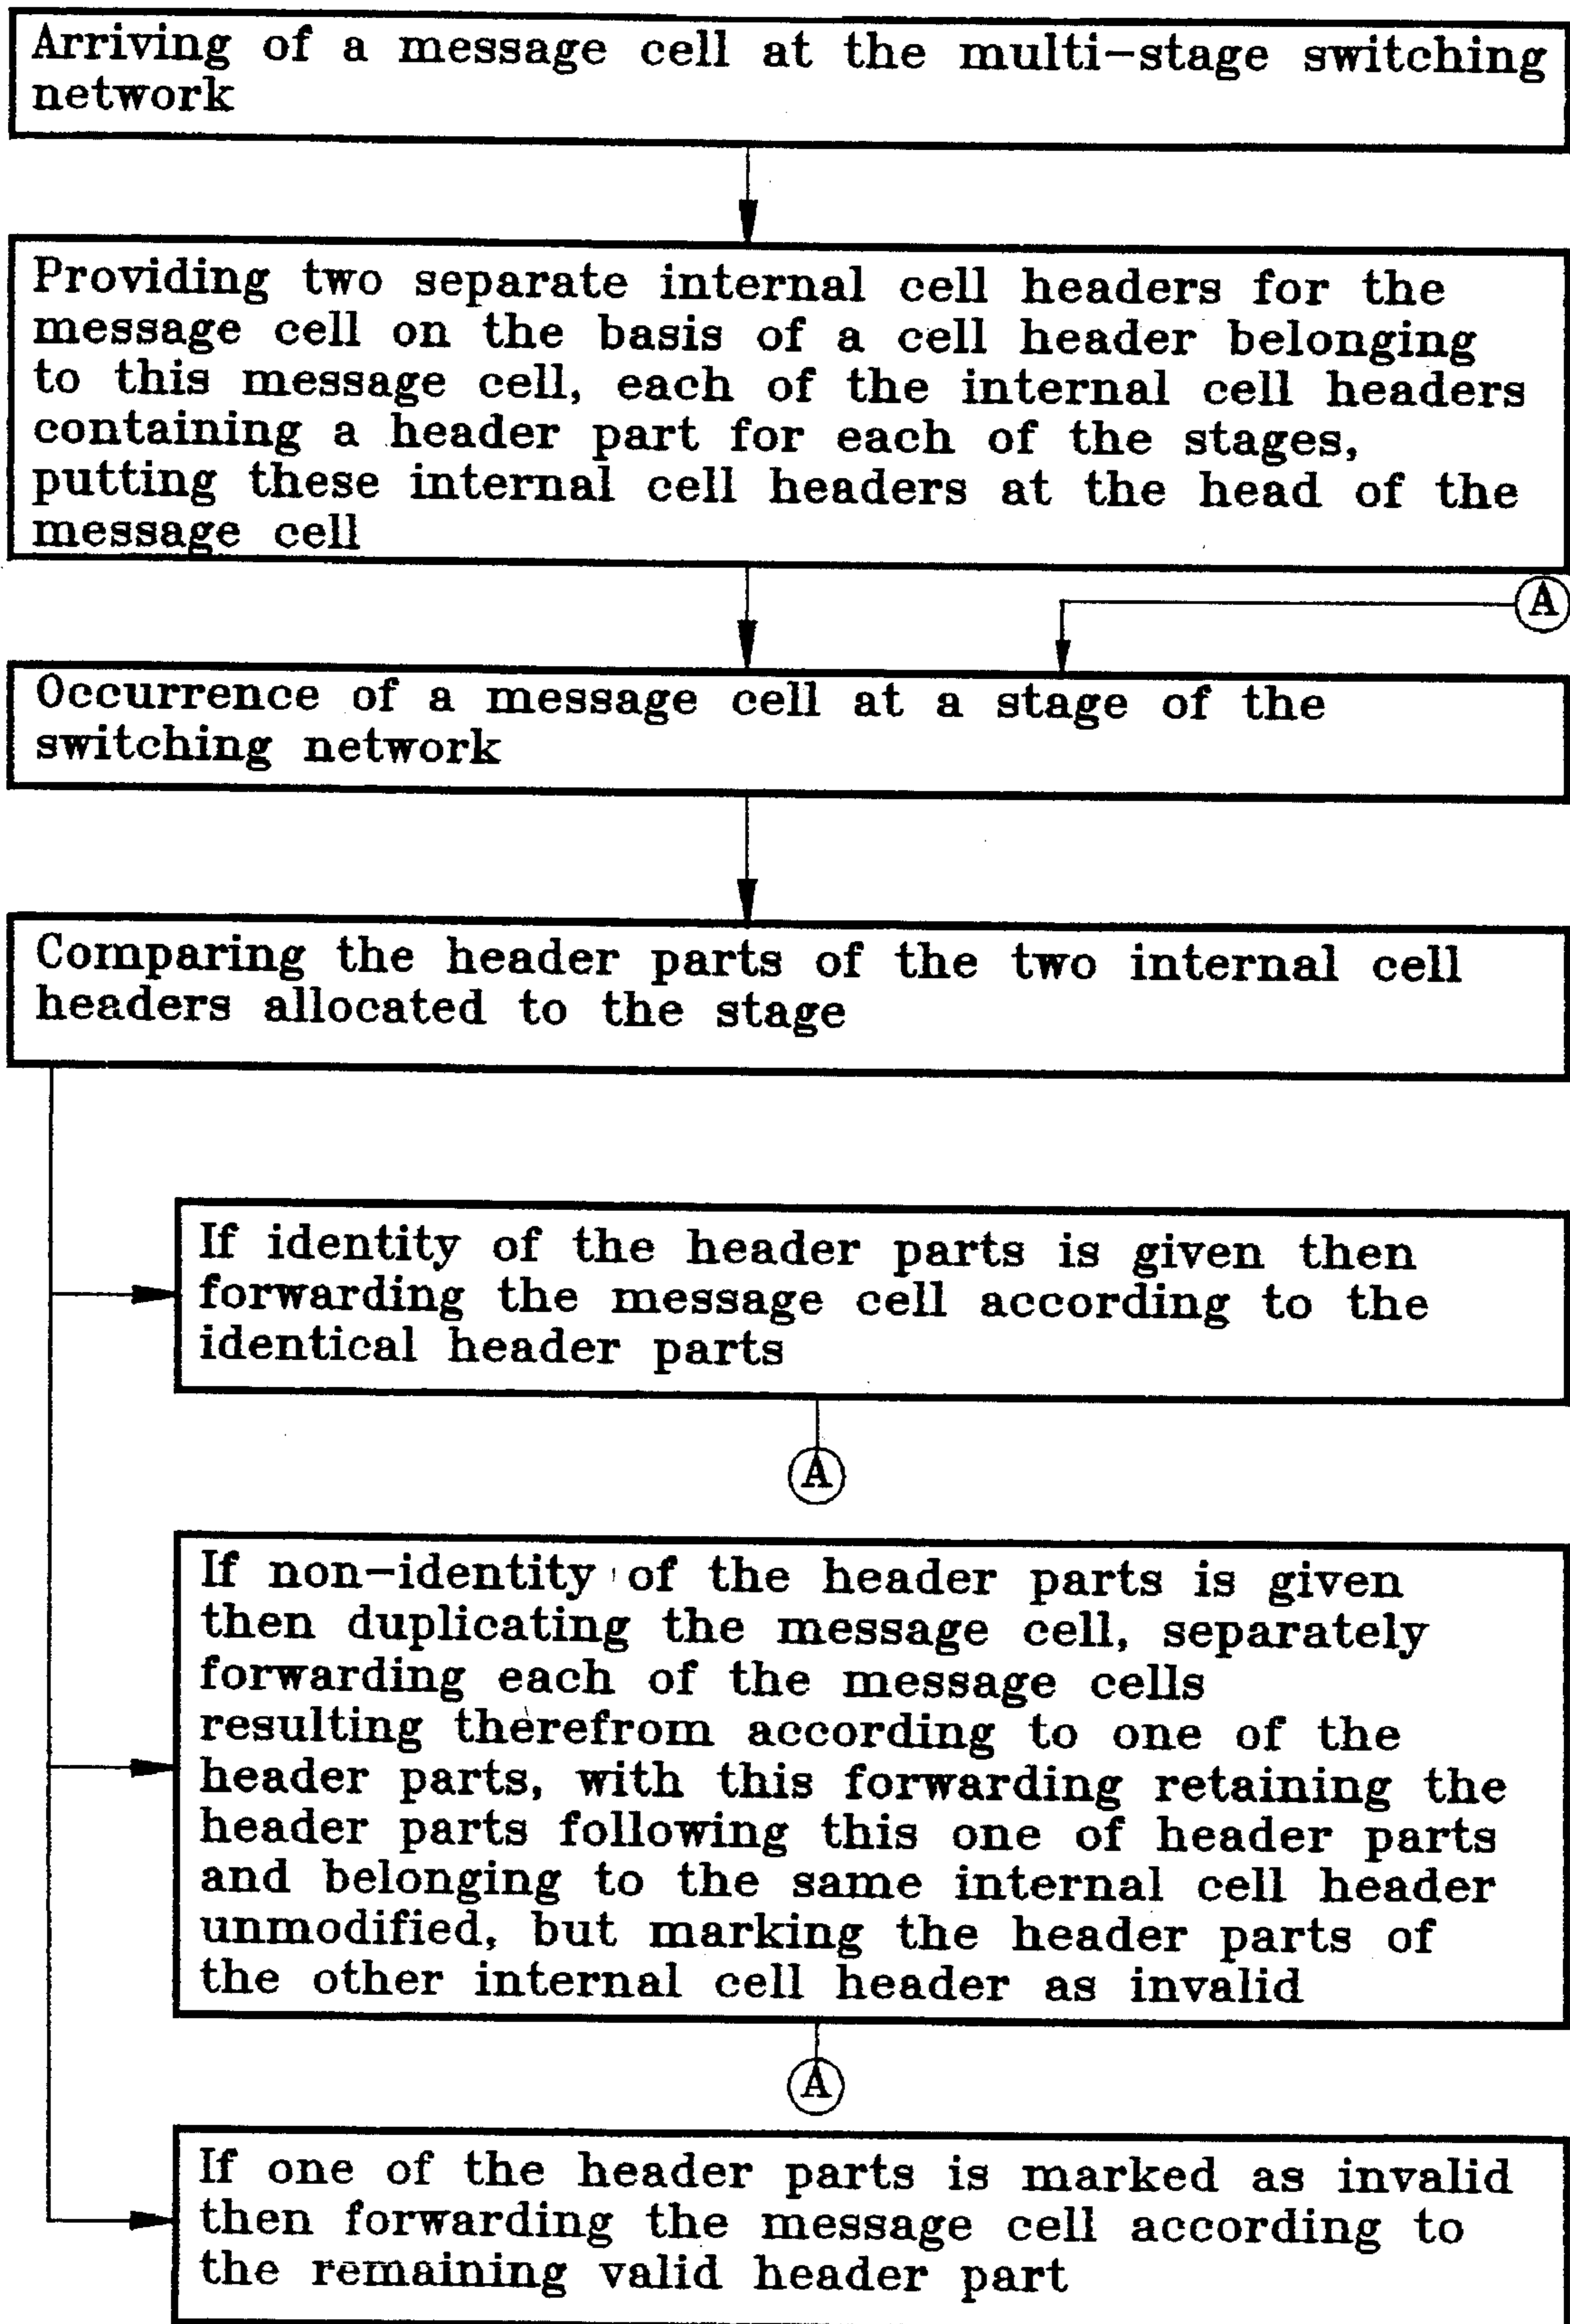 Arriving of a message cell at the multi-stage switching
network
Providing two separate internal cell headers for the
message cell on the basis of a cell header belonging
to this message cell, each of the internal cell headers
containing a header part for each of the stages,
putting these internal cell headers at the head of the
message cell
A
Occurrence of a message cell at a stage of the
switching network
Comparing the header parts of the two internal cell
headers allocated to the stage
If identity of the header parts is given then
forwarding the message cell according to the
identical header parts
A
If non-identity of the header parts is given
then duplicating the message cell, separately
forwarding each of the message cells
resulting therefrom according to one of the
header parts, with this forwarding retaining the
header parts following this one of header parts
and belonging to the same internal cell header
unmodified, but marking the header parts of
the other internal cell header as invalid
A
If one of the header parts is marked as invalid
then forwarding the message cell according to
the remaining valid header part